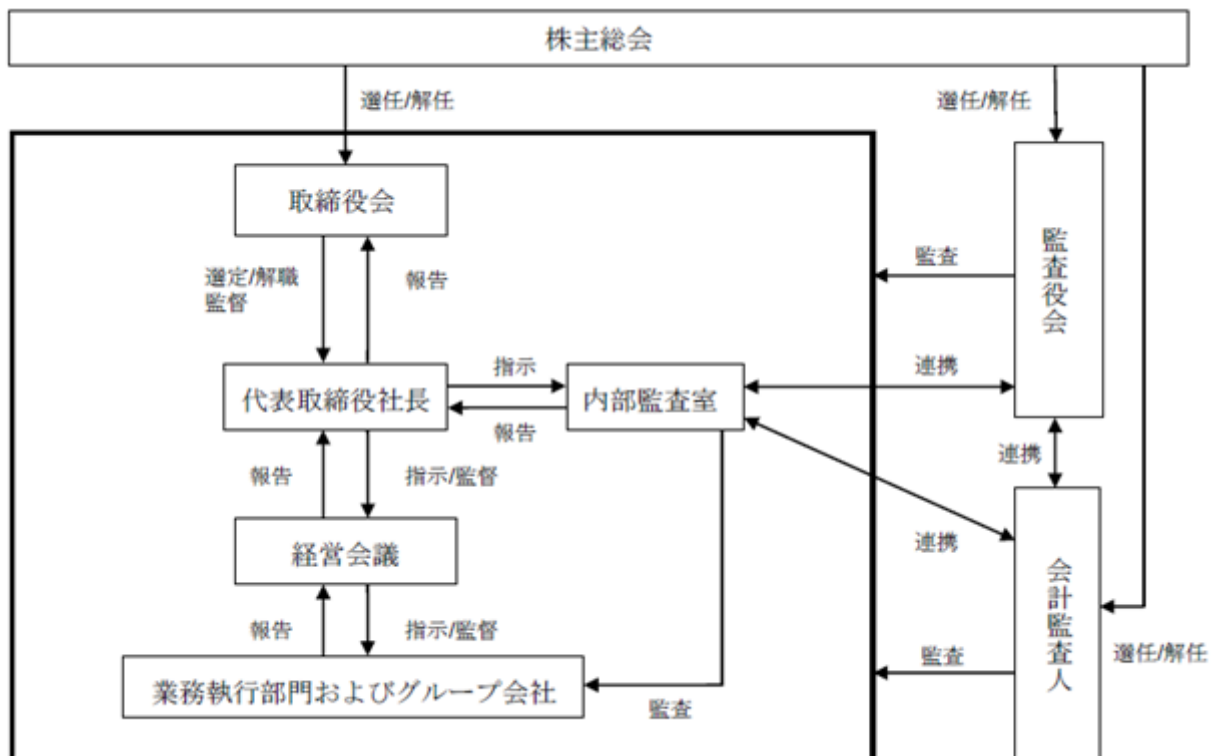 株主総会
選任/解任
選任/解任
取締役会
監査役会
監査
選定/解職
監督
報告
指示
連携
代表取締役社長
内部監査室
報告
連携
報告
指示/監督
経営会議
連携
会計監査人
報告
指示/監督
監査
選任/解任
業務執行部門およびグループ会社
監査